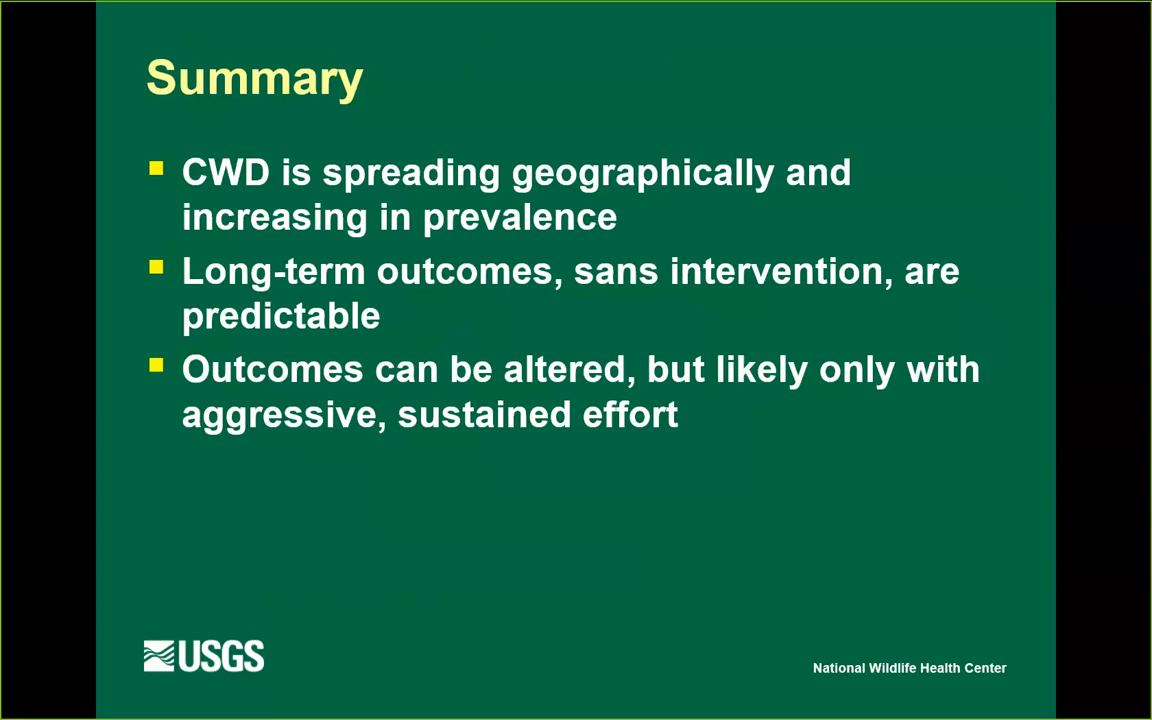 Summary
CWD is spreading geographically and
increasing in prevalence
Long-term outcomes, sans intervention, are
predictable
Outcomes can be altered, but likely only with
aggressive, sustained effort
USGS
National Wildlife Health Center